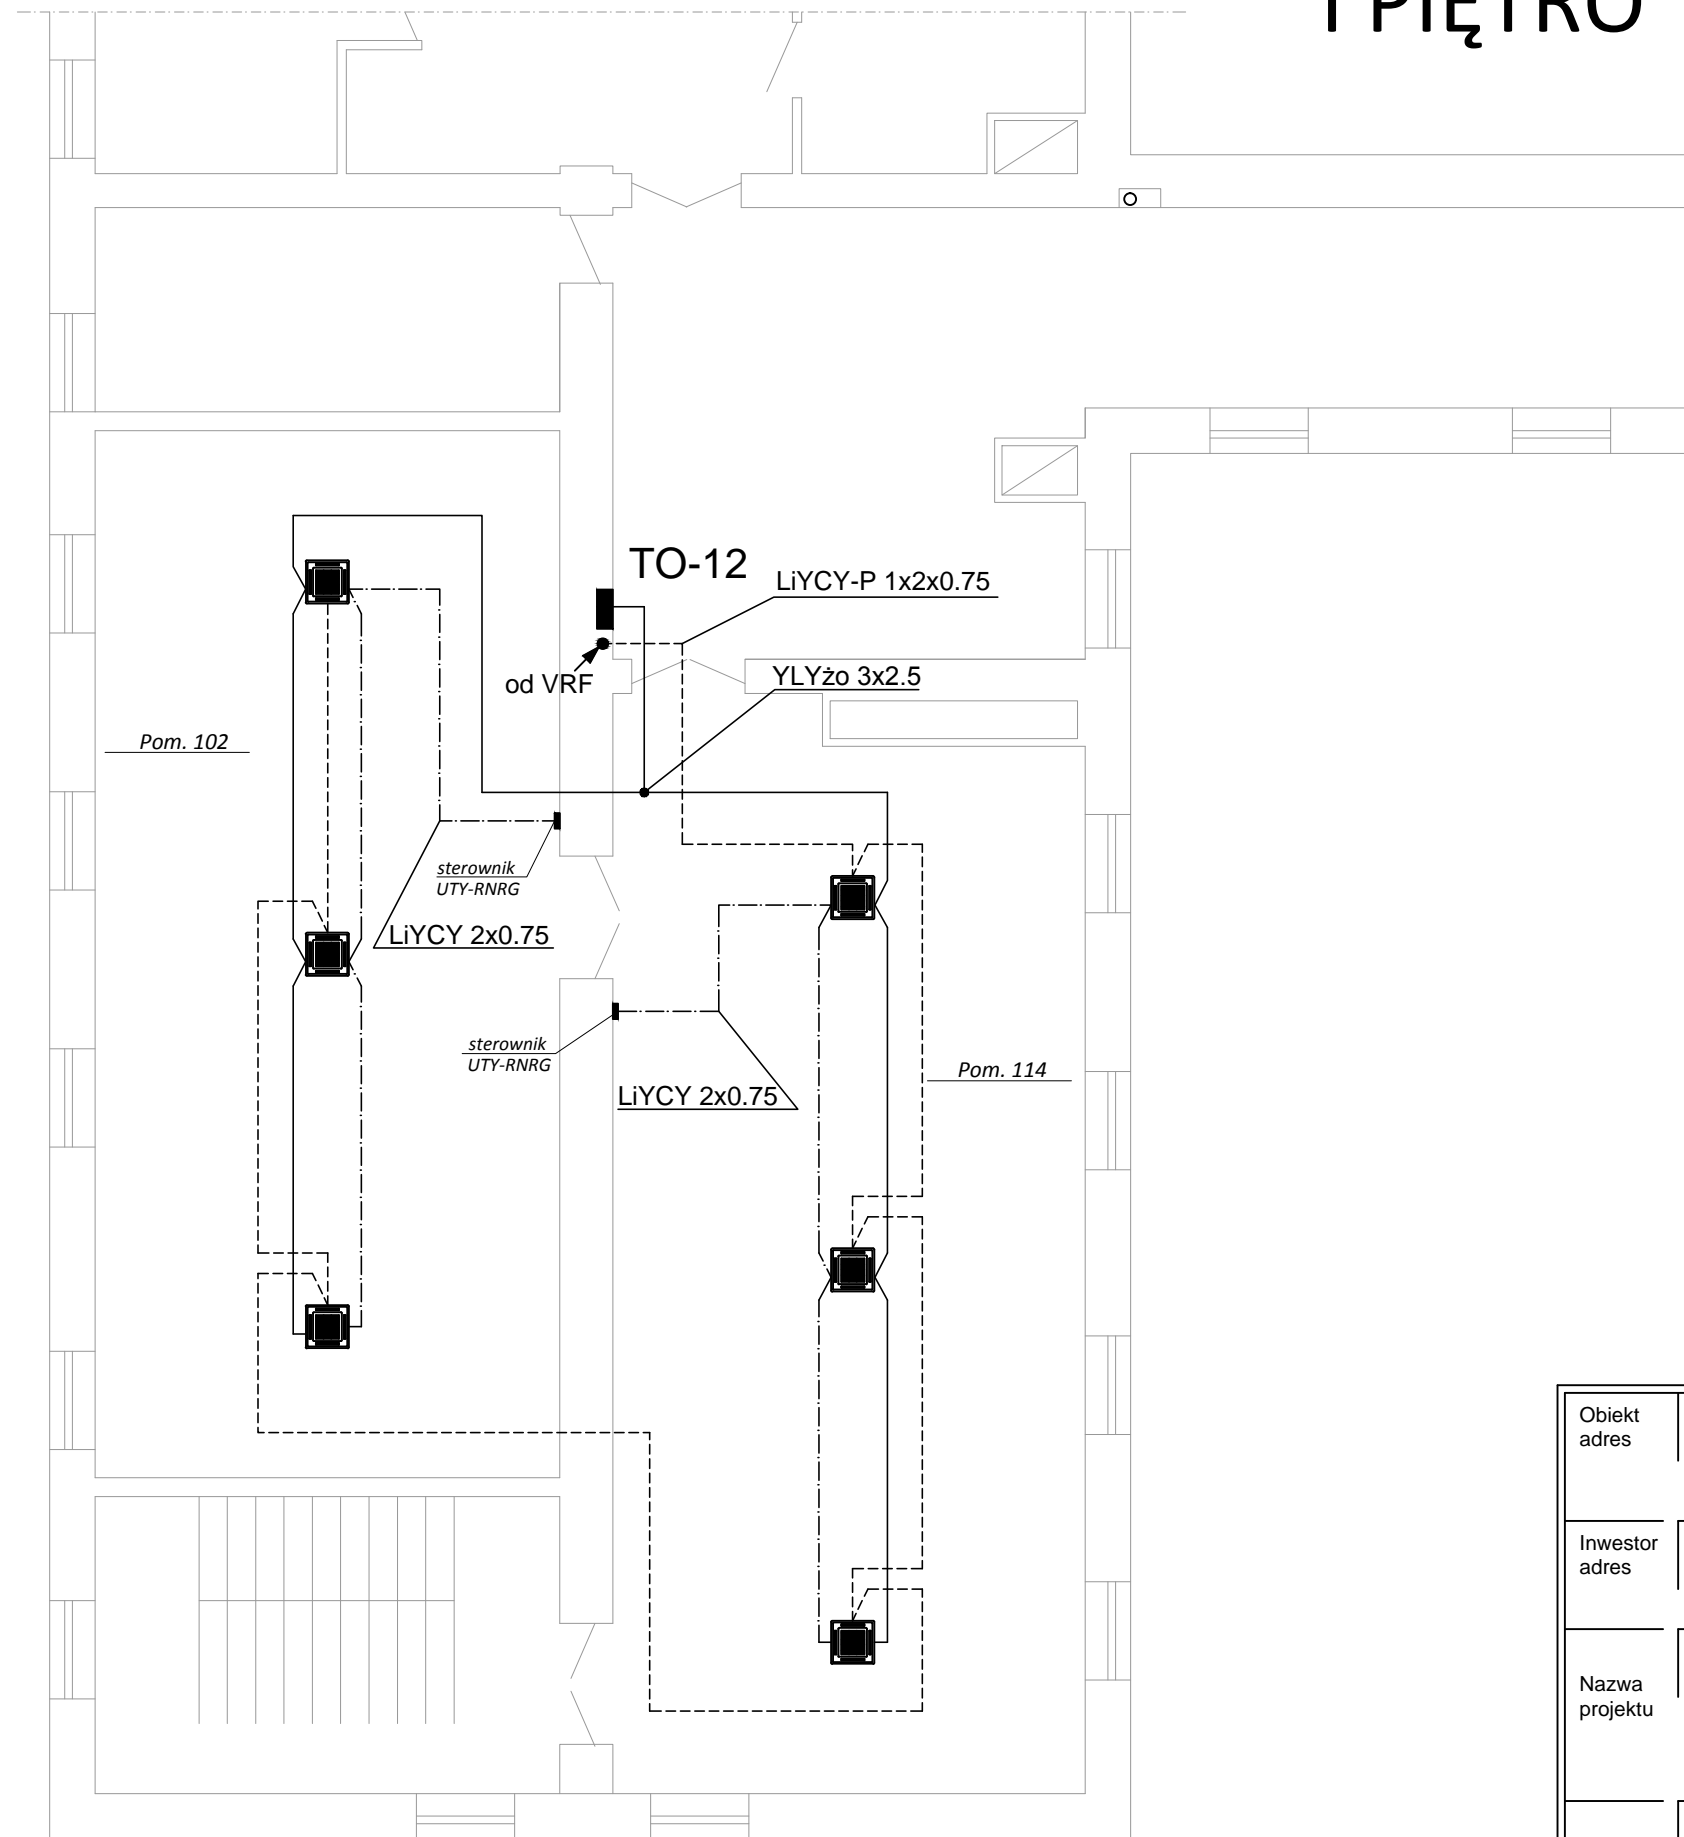 I PIĘTRO
TO-12
LiYCY-P 1x2x0.75
od VRF
YLYżo 3x2.5
Pom. 102
sterownik
UTY-RNRG
LiYCY 2x0.75
sterownik
UTY-RNRG
LiYCY 2x0.75
Pom. 114
Obiekt
adres
Inwestor
adres
Nazwa
projektu